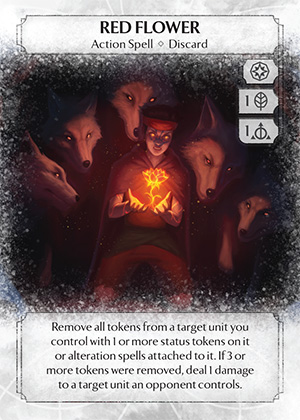 RED FLOWER
Action Spell ⬦ Discard
1
1
Remove all tokens from a target unit you
control with 1 or more status tokens on it
or alteration spells attached to it. If 3 or
more tokens were removed, deal 1 damage
to a target unit an opponent controls.